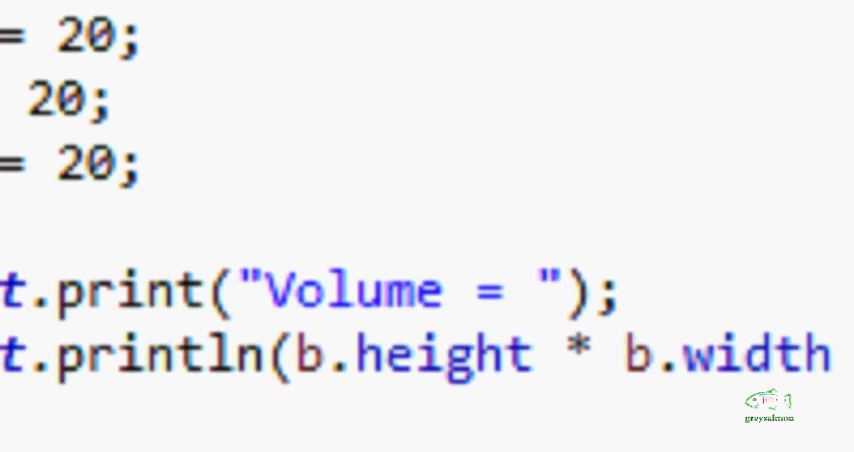 = 20;
20;
= 20;
t.print("Volume = ");
t.println(b.height * b.width
greysalmon